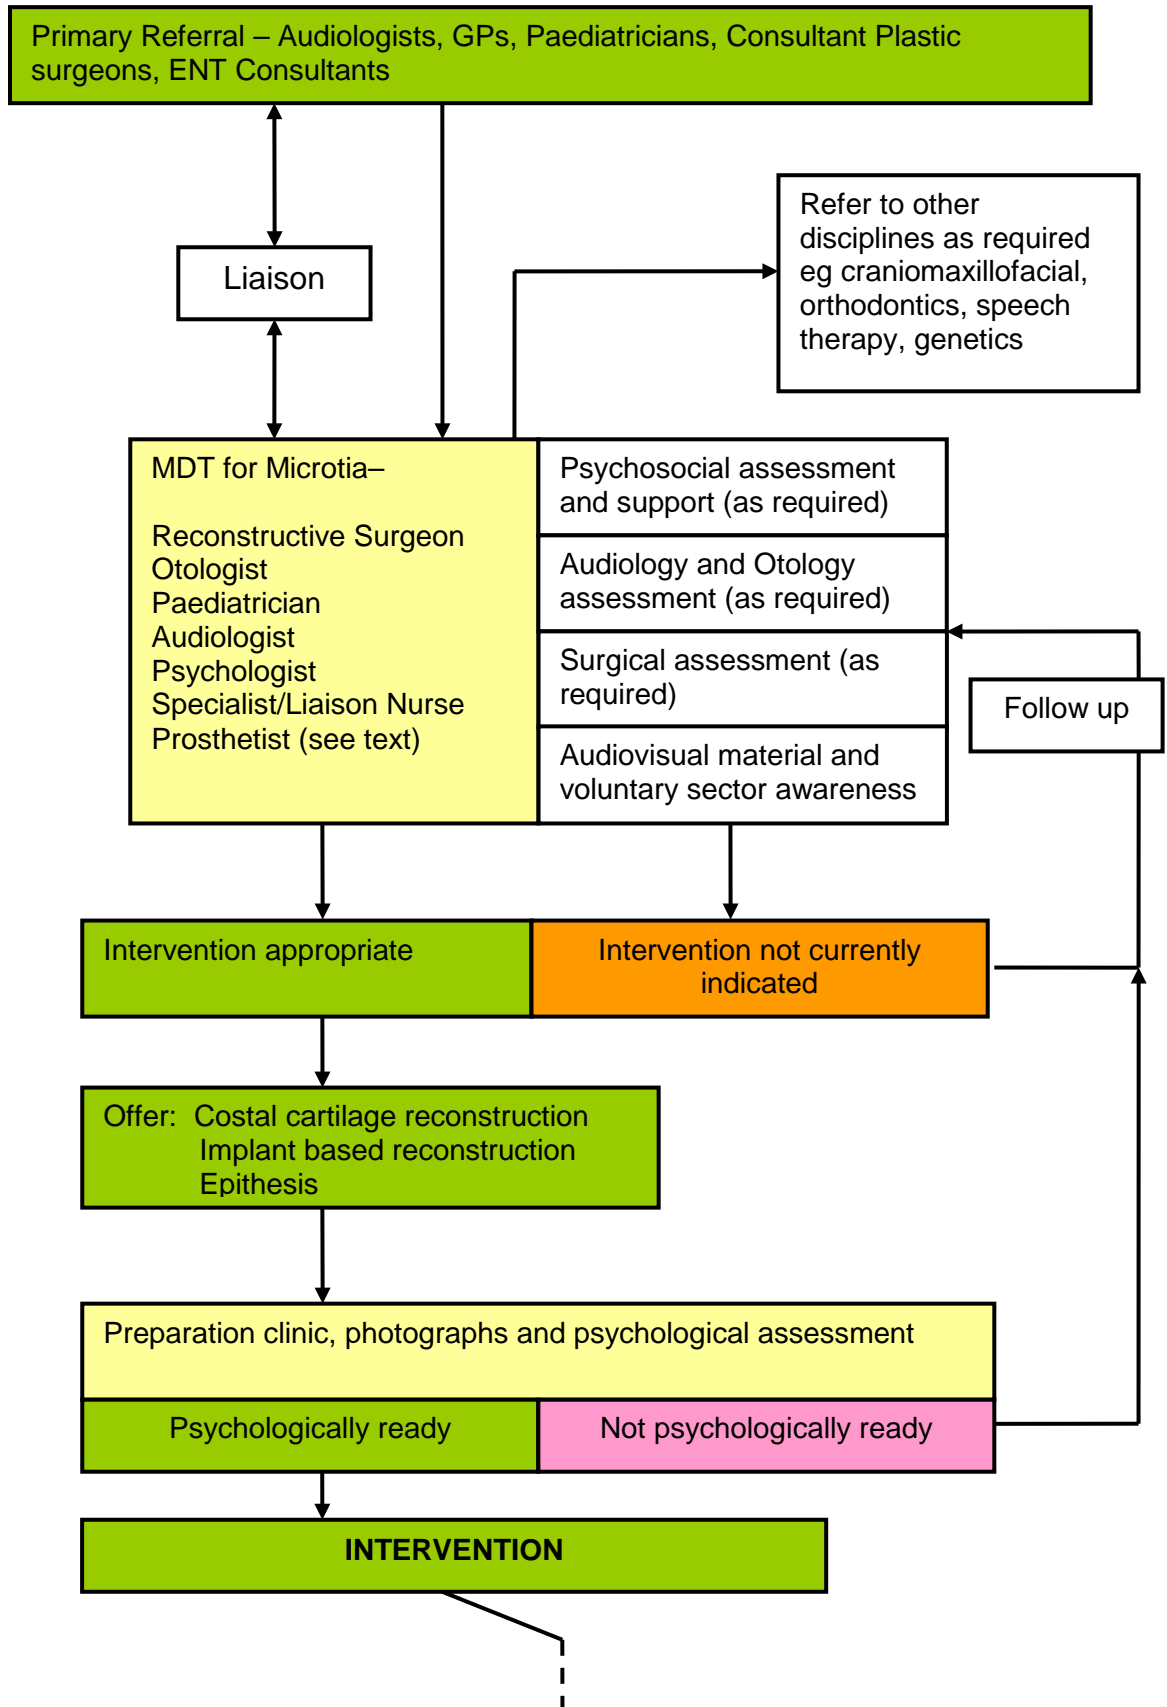 Primary Referral – Audiologists, GPs, Paediatricians, Consultant Plastic
surgeons, ENT Consultants
Refer to other
disciplines as required
eg craniomaxillofacial,
orthodontics, speech
therapy, genetics
Liaison
MDT for Microtia–
Reconstructive Surgeon
Otologist
Paediatrician
Audiologist
Psychologist
Specialist/Liaison Nurse
Prosthetist (see text)
Psychosocial assessment
and support (as required)
Audiology and Otology
assessment (as required)
Surgical assessment (as
required)
Audiovisual material and
voluntary sector awareness
Follow up
Intervention appropriate
Intervention not currently
indicated
Offer: Costal cartilage reconstruction
Implant based reconstruction
Epithesis
Preparation clinic, photographs and psychological assessment
Psychologically ready
Not psychologically ready
INTERVENTION